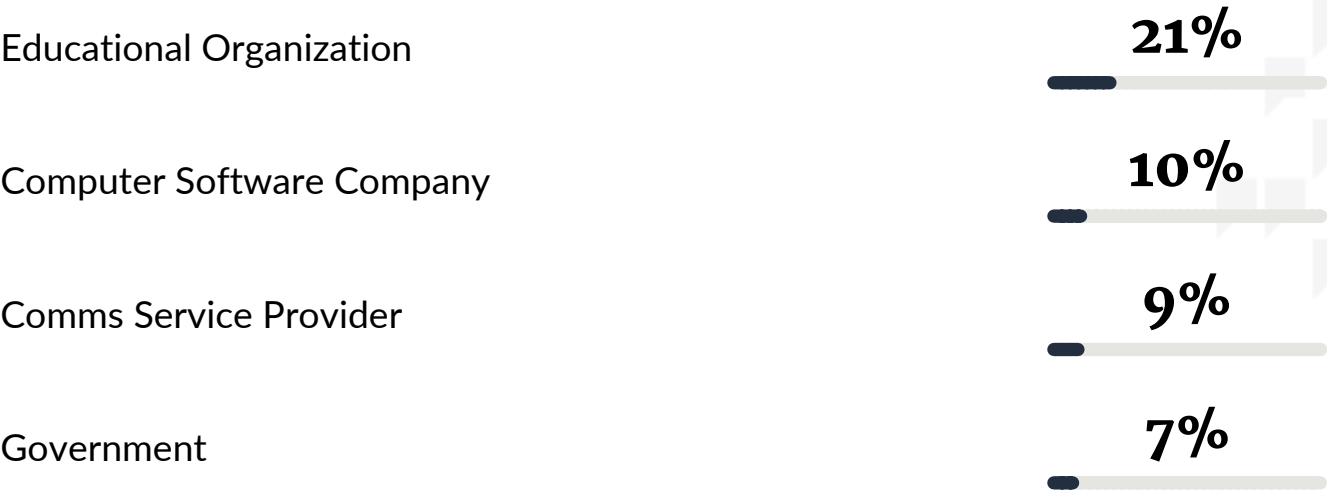 Educational Organization
21%
Computer Software Company
10%
Comms Service Provider
9%
Government
7%